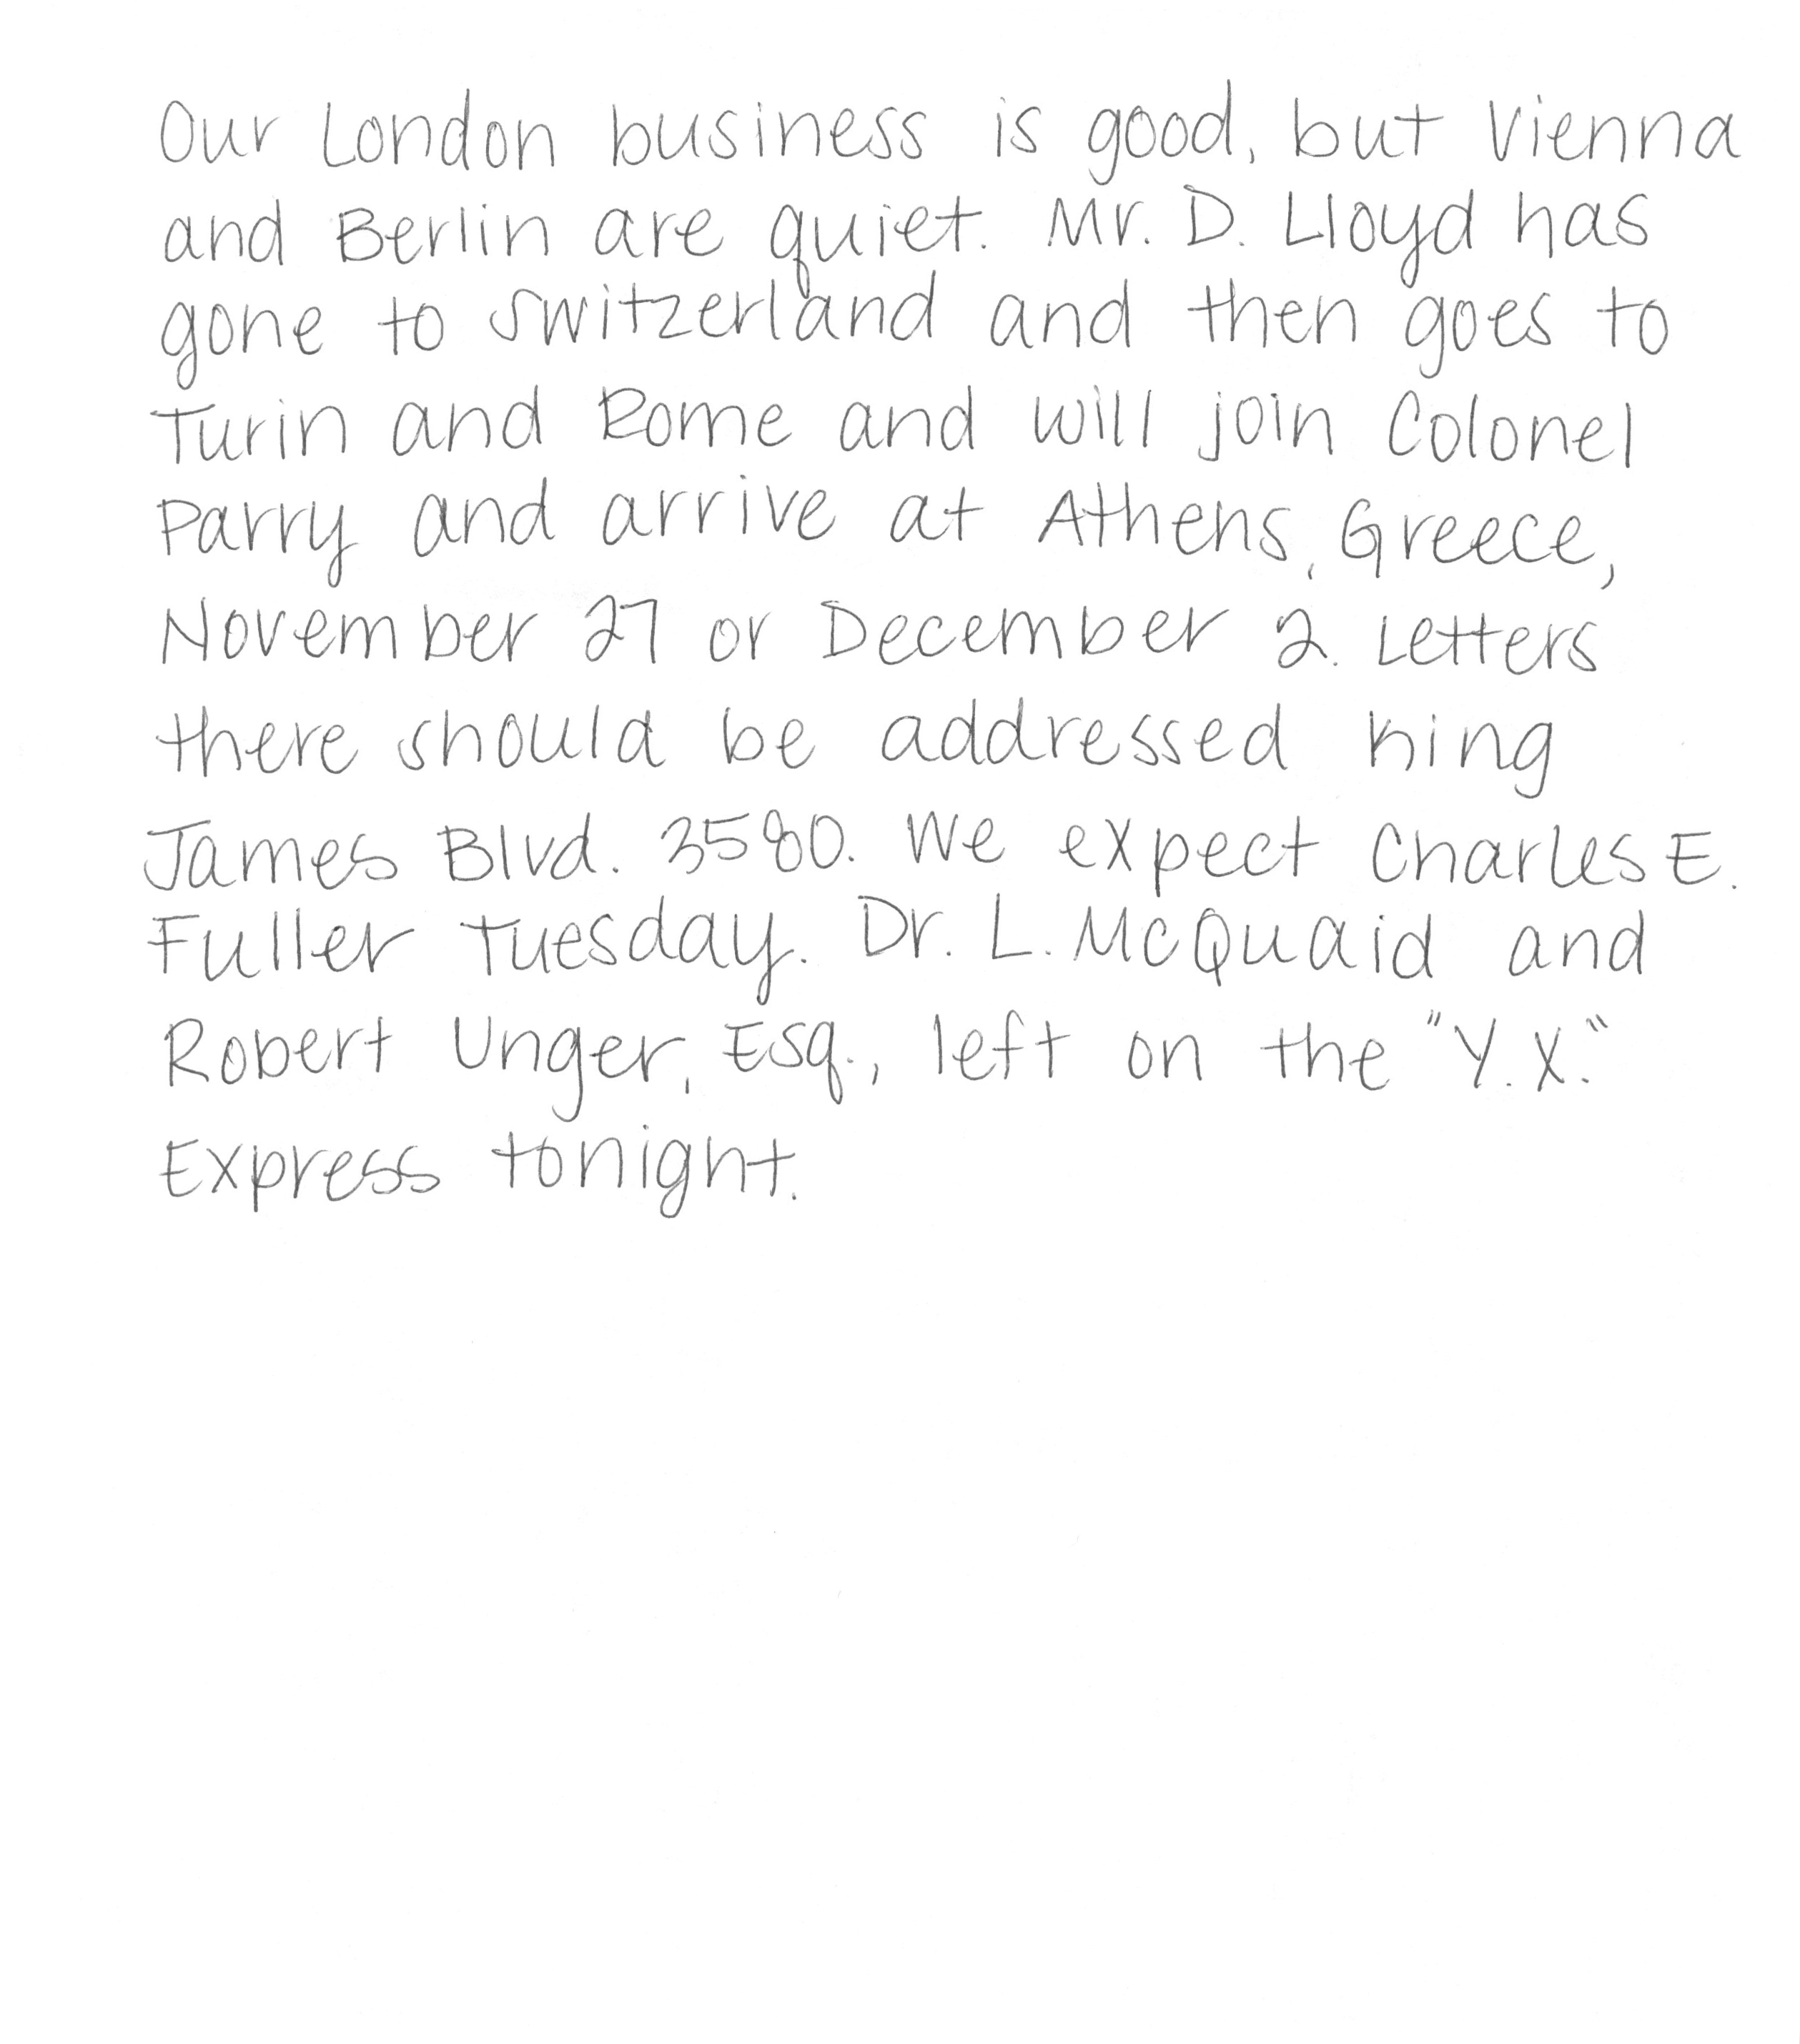 Our London business is good, but Vienna
and Berlin are quiet. Mr. D. Lloyd has
gone to Switzerland and then goes to
Turin and Rome and will join Colonel
Parry and arrive at Athens, Greece,
November 27 or December 2. Letters
there should be addressed King
James Blvd. 3580. We expect Charles E.
Fuller Tuesday. Dr. L. McQuaid and
Robert Unger, Esq., left on the "Y.X."
Express tonight.